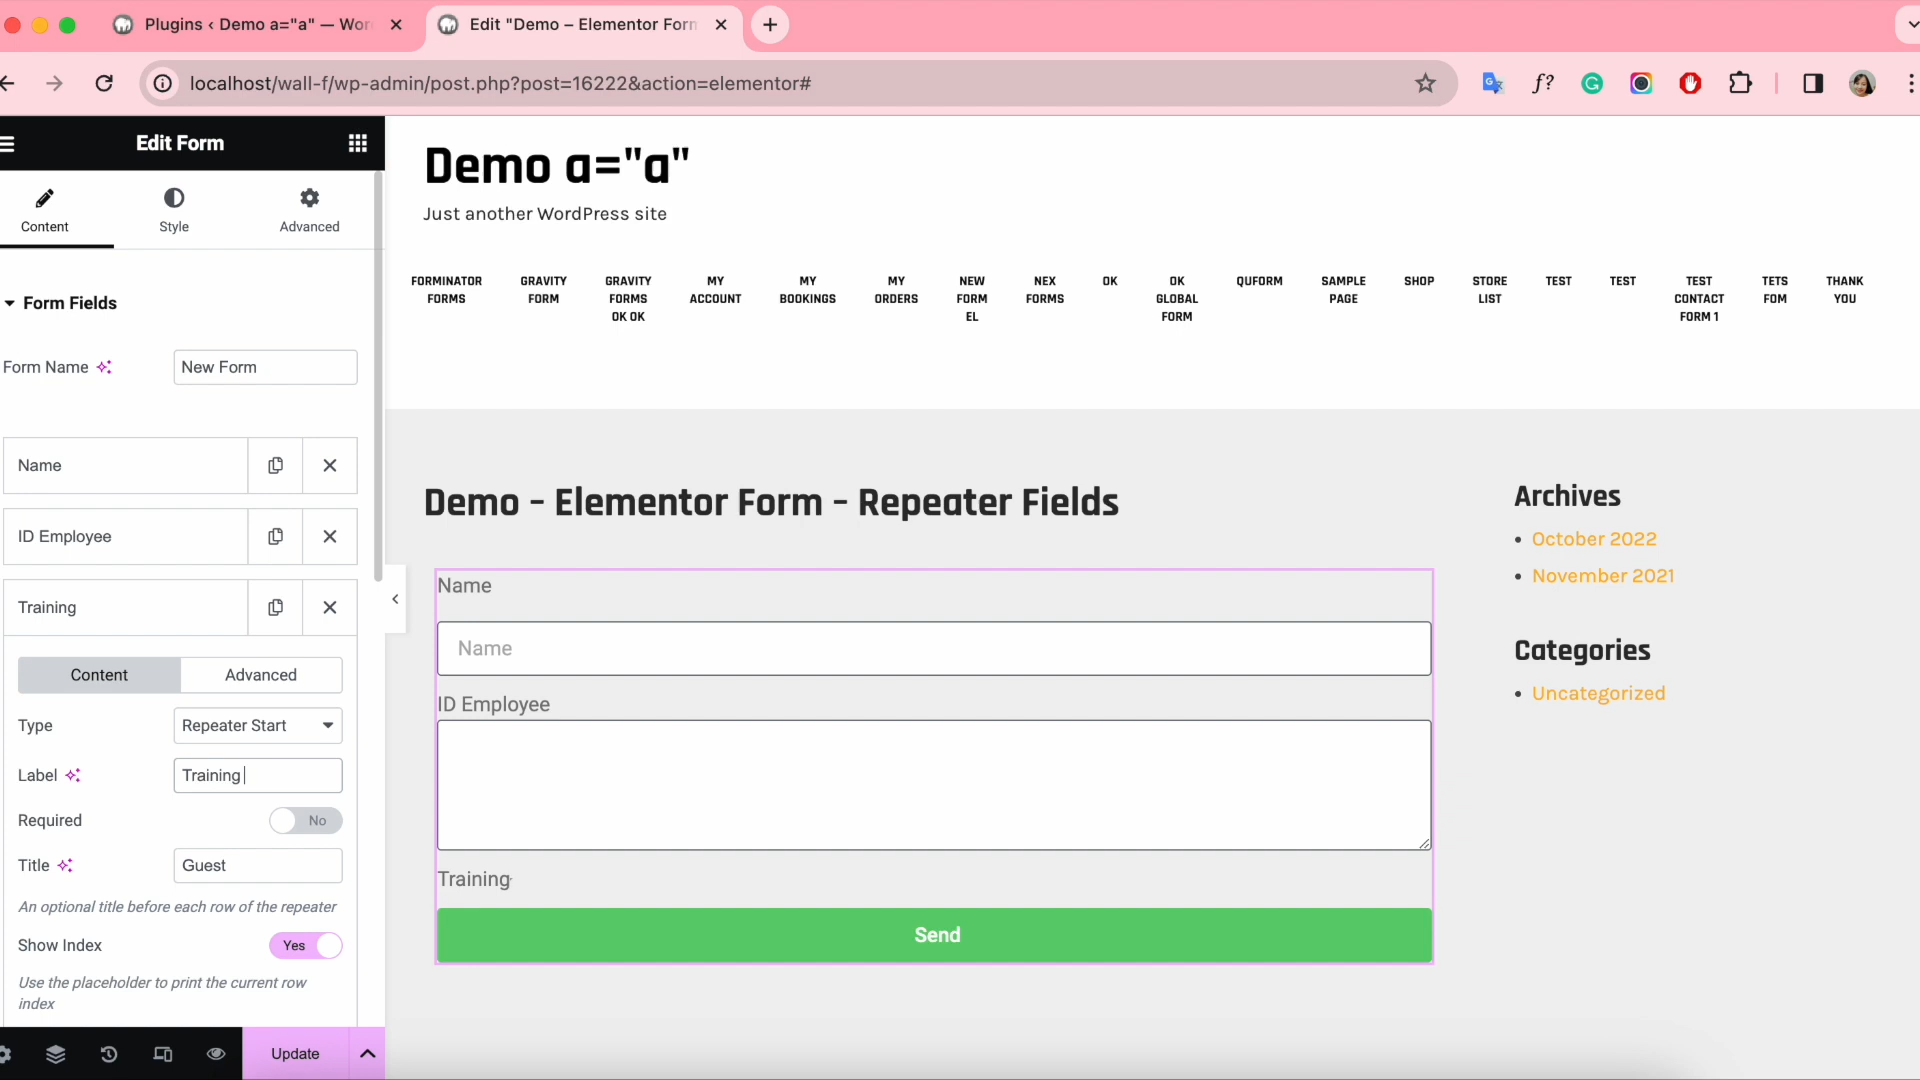 Plugins ‹ Demo a="a" — Wor
Edit "Demo – Elementor Form
localhost/wall-f/wp-admin/post.php?post=16222&action=elementor#
f?
Edit Form
Content
Style
Advanced
Form Fields
Form Name
New Form
Name
ID Employee
Training
Content
Advanced
Type
Repeater Start
Label
Training
Required
No
Title
Guest
An optional title before each row of the repeater
Show Index
Yes
Use the placeholder to print the current row
index
Update
Demo a="a"
Just another WordPress site
FORMINATOR
FORMS
GRAVITY
FORM
GRAVITY
FORMS
OK OK
MY
ACCOUNT
MY
BOOKINGS
MY
ORDERS
NEW
FORM
EL
NEX
FORMS
OK
OK
GLOBAL
FORM
QUFORM
SAMPLE
PAGE
SHOP
STORE
LIST
TEST
TEST
TEST
CONTACT
FORM 1
TETS
FOM
THANK
YOU
Demo – Elementor Form – Repeater Fields
Name
Name
ID Employee
Training
Send
Archives
October 2022
November 2021
Categories
Uncategorized